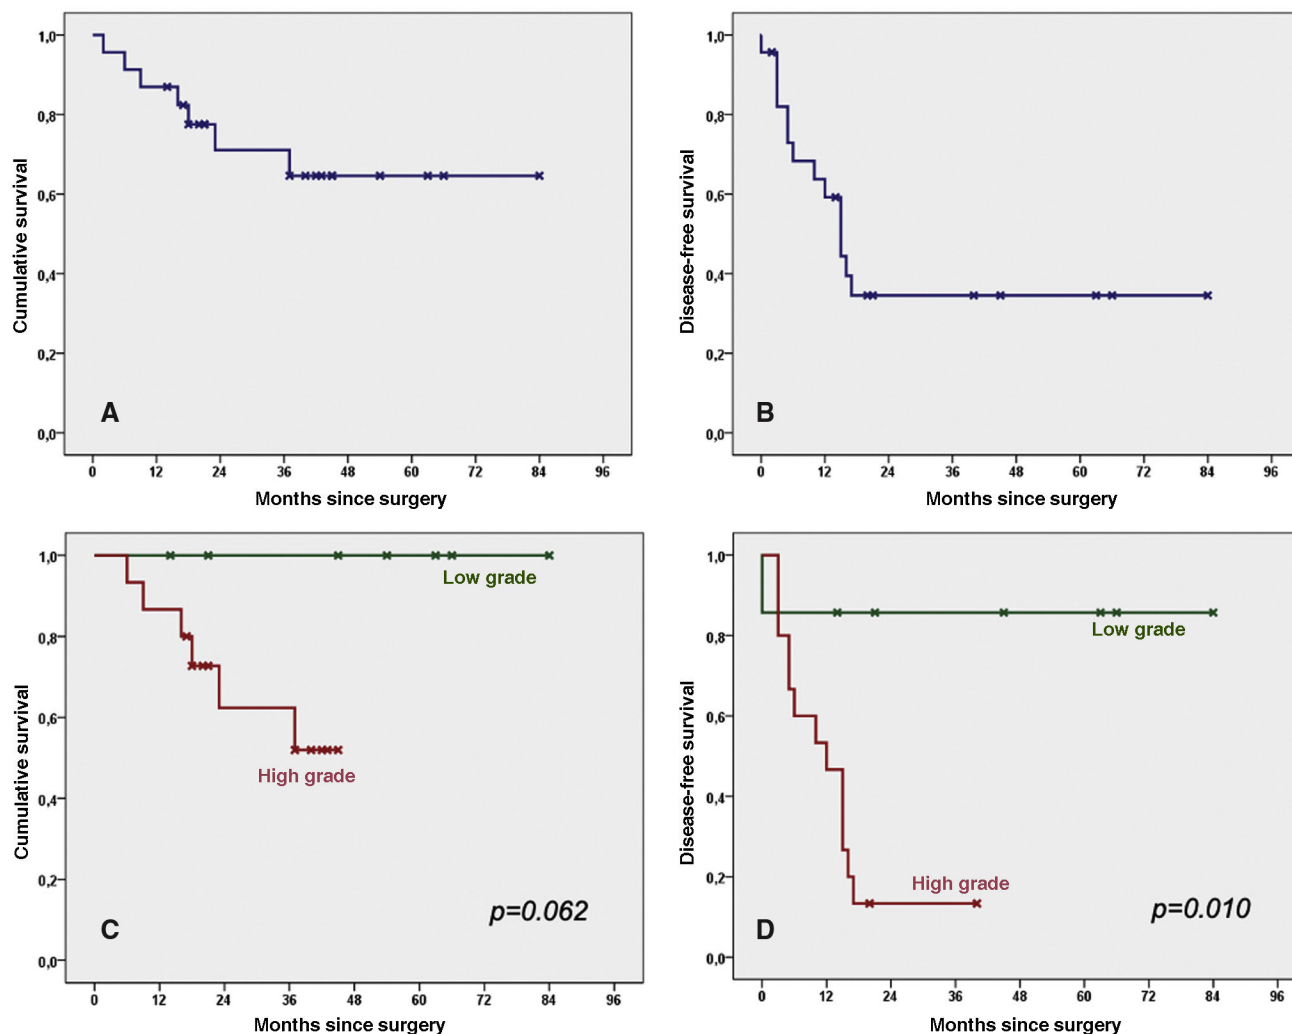 1,0
0,8
0,6
0,4
0,2
0,0
Cumulative survival
A
0 12 24 36 48 60 72 84 96
Months since surgery
1,0
0,8
0,6
0,4
0,2
0,0
Disease-free survival
B
0 12 24 36 48 60 72 84 96
Months since surgery
1,0
0,8
0,6
0,4
0,2
0,0
Cumulative survival
Low grade
High grade
p=0.062
C
0 12 24 36 48 60 72 84 96
Months since surgery
1,0
0,8
0,6
0,4
0,2
0,0
Disease-free survival
Low grade
High grade
p=0.010
D
0 12 24 36 48 60 72 84 96
Months since surgery